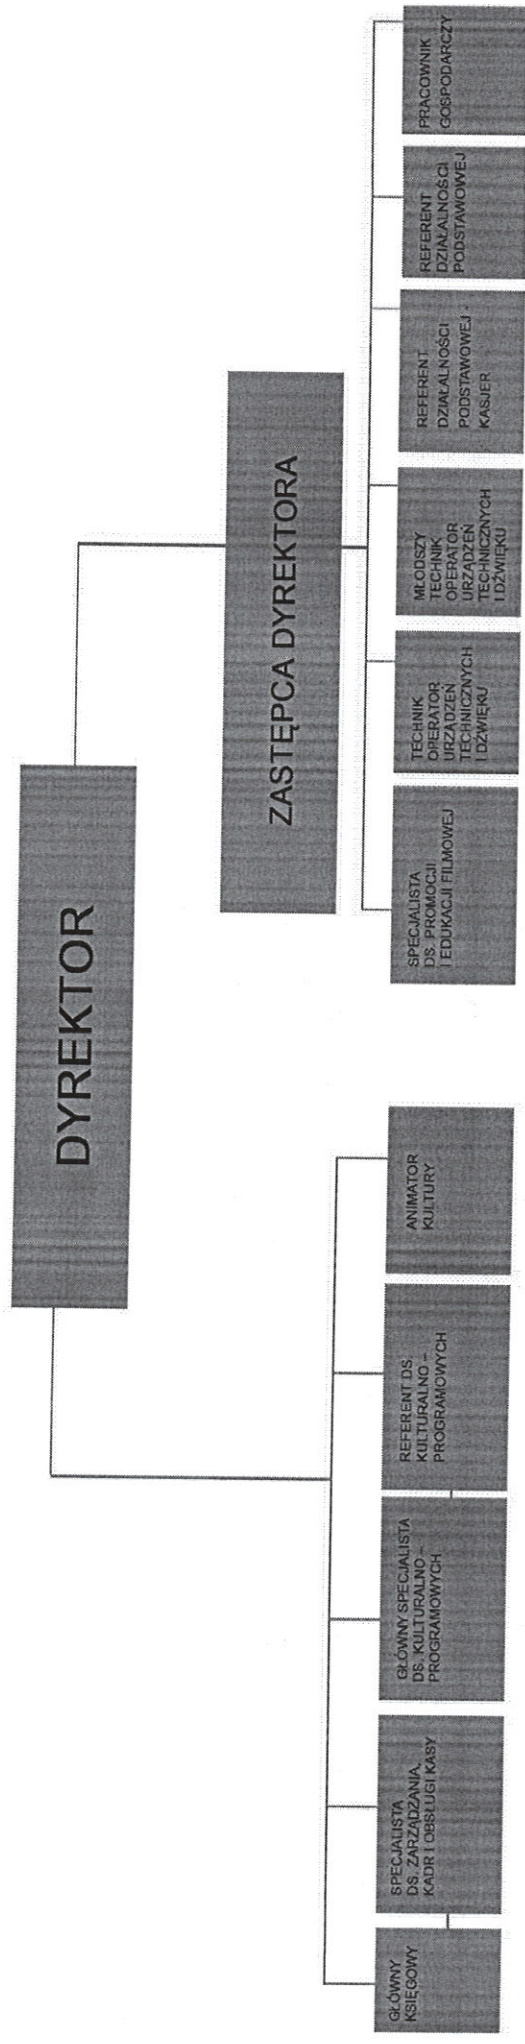 DYREKTOR
ZASTĘPCA DYREKTORA
GŁÓWNY
KSIĘGOWY
SPECJALISTA
DS. ZARZĄDZANIA,
KADR I OBSŁUGI KASY
GŁÓWNY SPECJALISTA
DS. KULTURALNO –
PROGRAMOWYCH
REFERENT DS.
KULTURALNO –
PROGRAMOWYCH
ANIMATOR
KULTURY
SPECJALISTA
DS. PROMOCJI
I EDUKACJI FILMOWEJ
TECHNIK
OPERATOR
URZĄDZEŃ
TECHNICZNYCH
I DŹWIĘKU
MŁODSZY
TECHNIK
OPERATOR
URZĄDZEŃ
TECHNICZNYCH
I DŹWIĘKU
REFERENT
DZIAŁALNOŚCI
PODSTAWOWEJ -
KASJER
REFERENT
DZIAŁALNOŚCI
PODSTAWOWEJ
PRACOWNIK
GOSPODARCZY